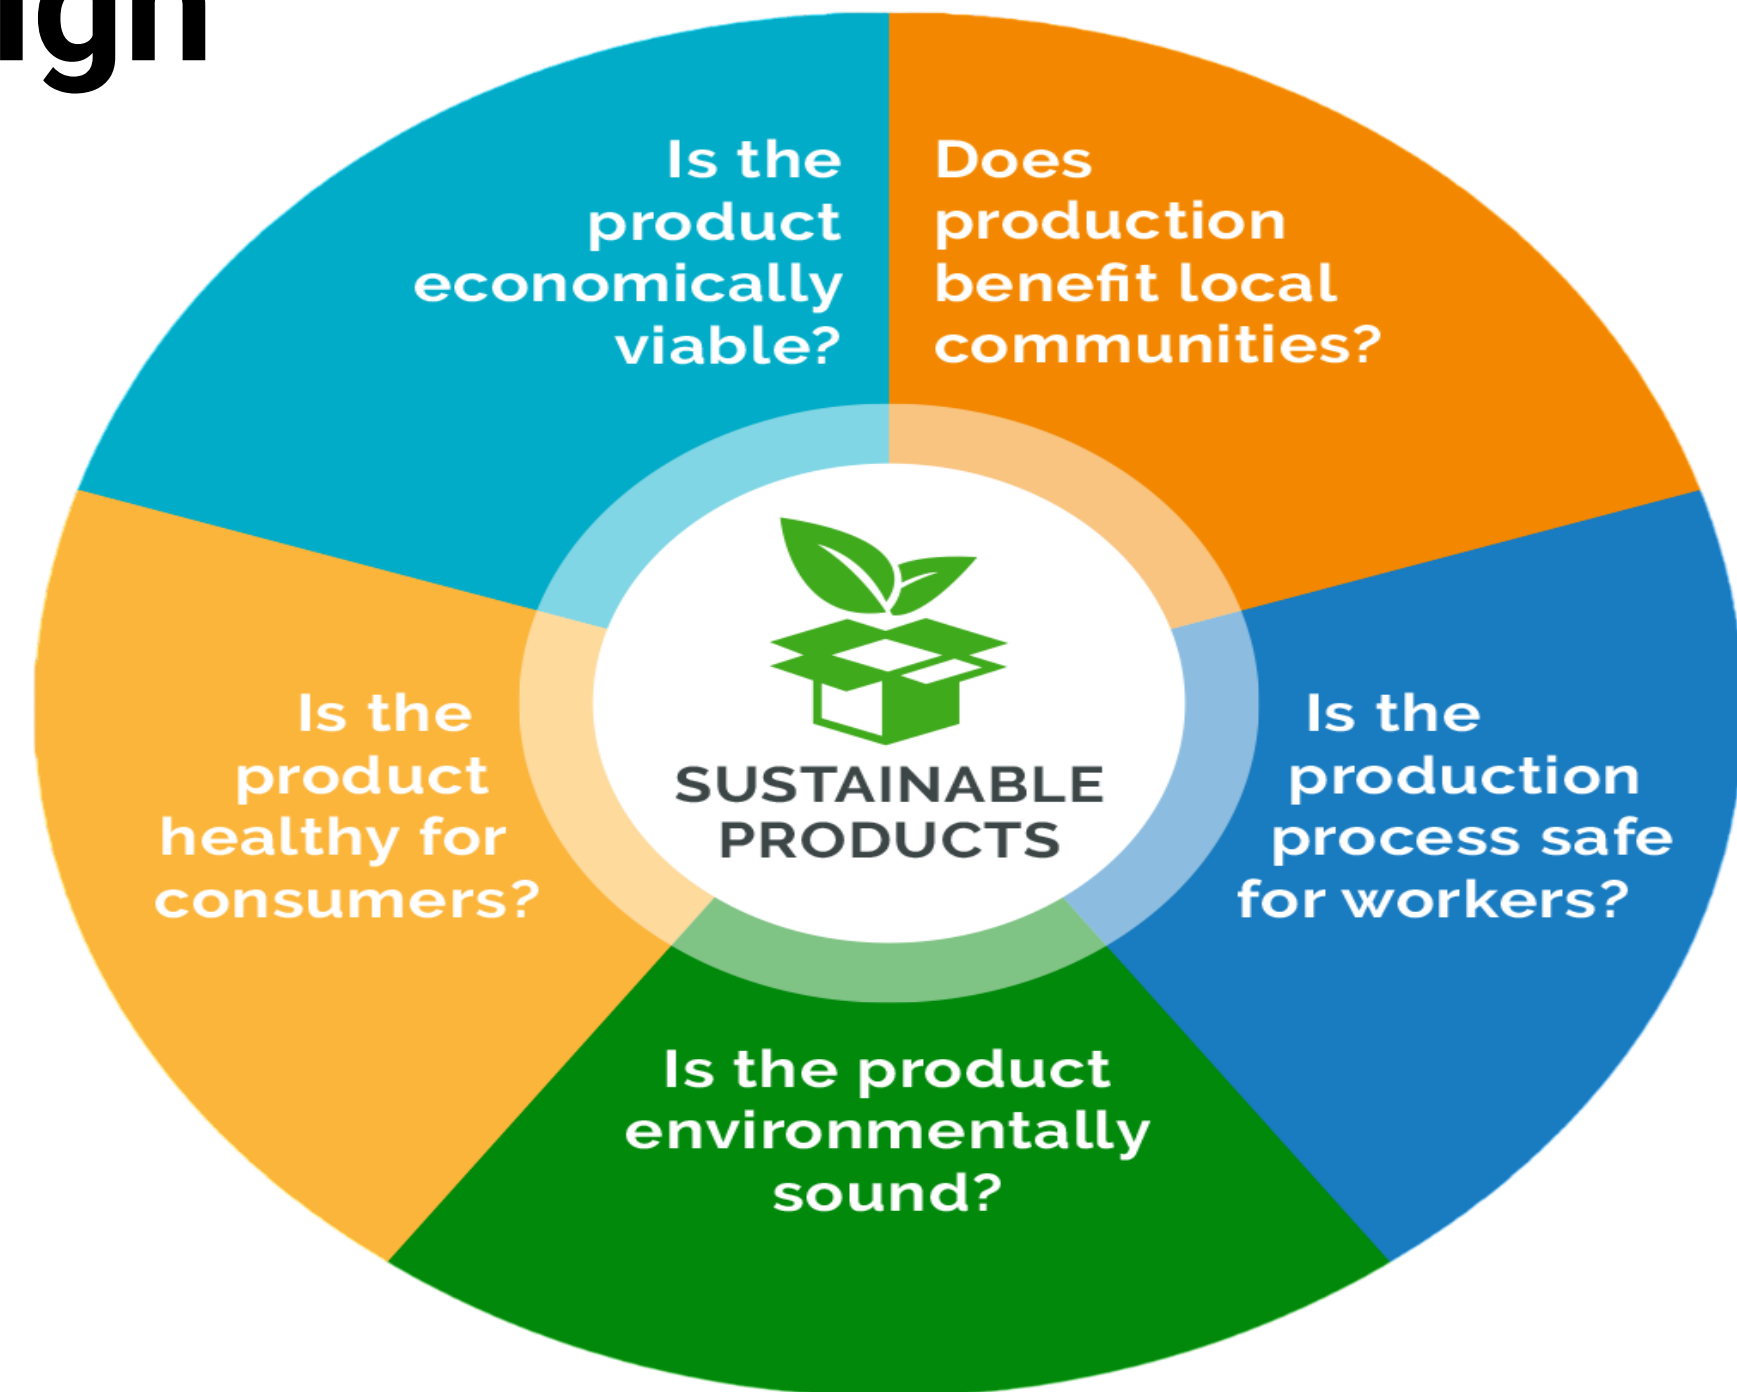 ign
Is the
product
economically
viable?
Does
production
benefit local
communities?
Is the
production
process safe
for workers?
Is the product
environmentally
sound?
Is the
product
healthy for
consumers?
SUSTAINABLE
PRODUCTS